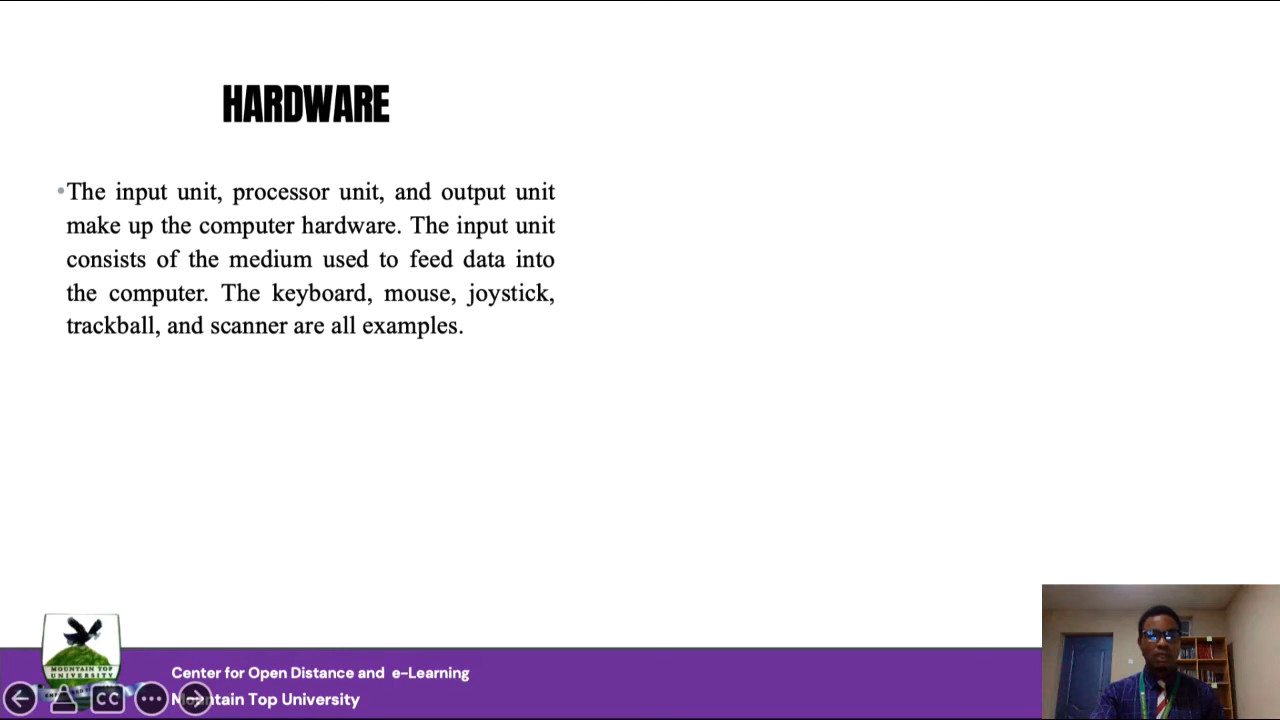 HARDWARE
•The input unit, processor unit, and output unit
make up the computer hardware. The input unit
consists of the medium used to feed data into
the computer. The keyboard, mouse, joystick,
trackball, and scanner are all examples.
MOUNTAIN TOP
UNIVERSITY
Center for Open Distance and e-Learning
CC
Mountain Top University